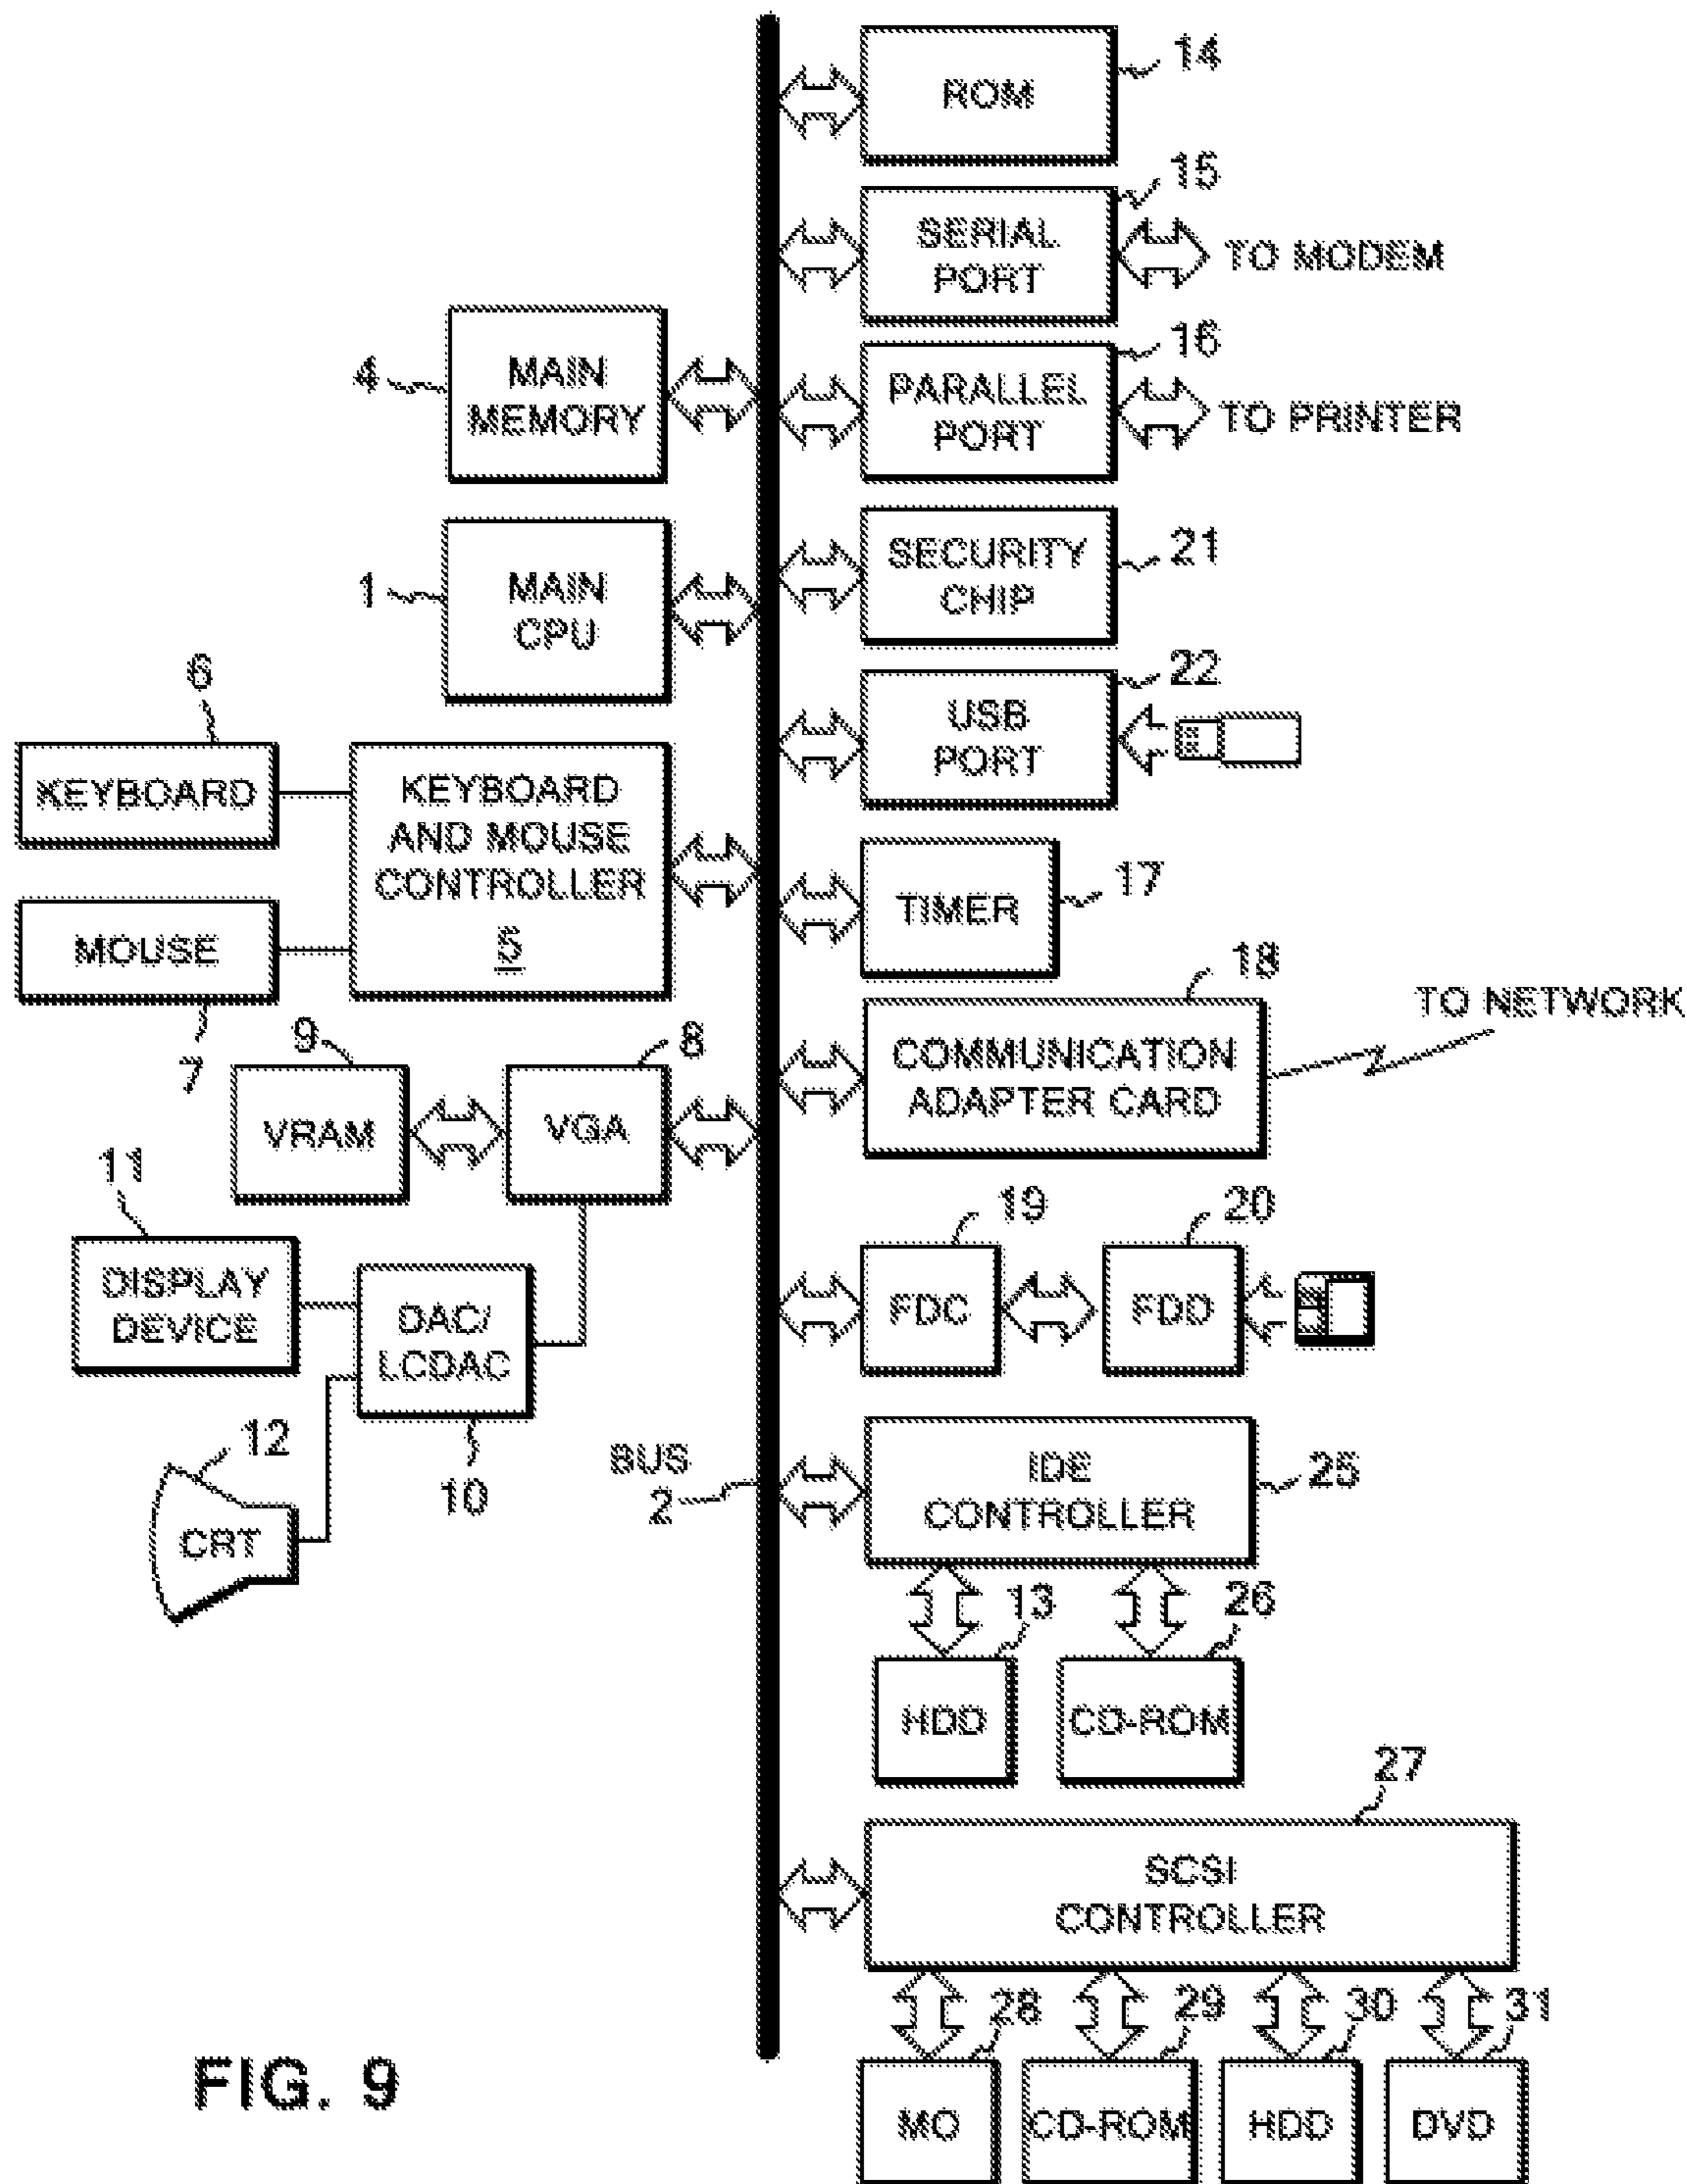 14
ROM
15
SERIAL
PORT
TO MODEM
16
PARALLEL
PORT
TO PRINTER
4
MAIN
MEMORY
21
SECURITY
CHIP
1
MAIN
CPU
22
USB
PORT
6
KEYBOARD
KEYBOARD
AND MOUSE
CONTROLLER
5
MOUSE
7
17
TIMER
18
COMMUNICATION
ADAPTER CARD
TO NETWORK
9
VRAM
8
VGA
11
DISPLAY
DEVICE
DAC/
LCDAC
10
12
CRT
19
FDC
20
FDD
BUS
2
IDE
CONTROLLER
25
13
HDD
26
CD-ROM
27
SCSI
CONTROLLER
28
MO
29
CD-ROM
30
HDD
31
DVD
FIG. 9